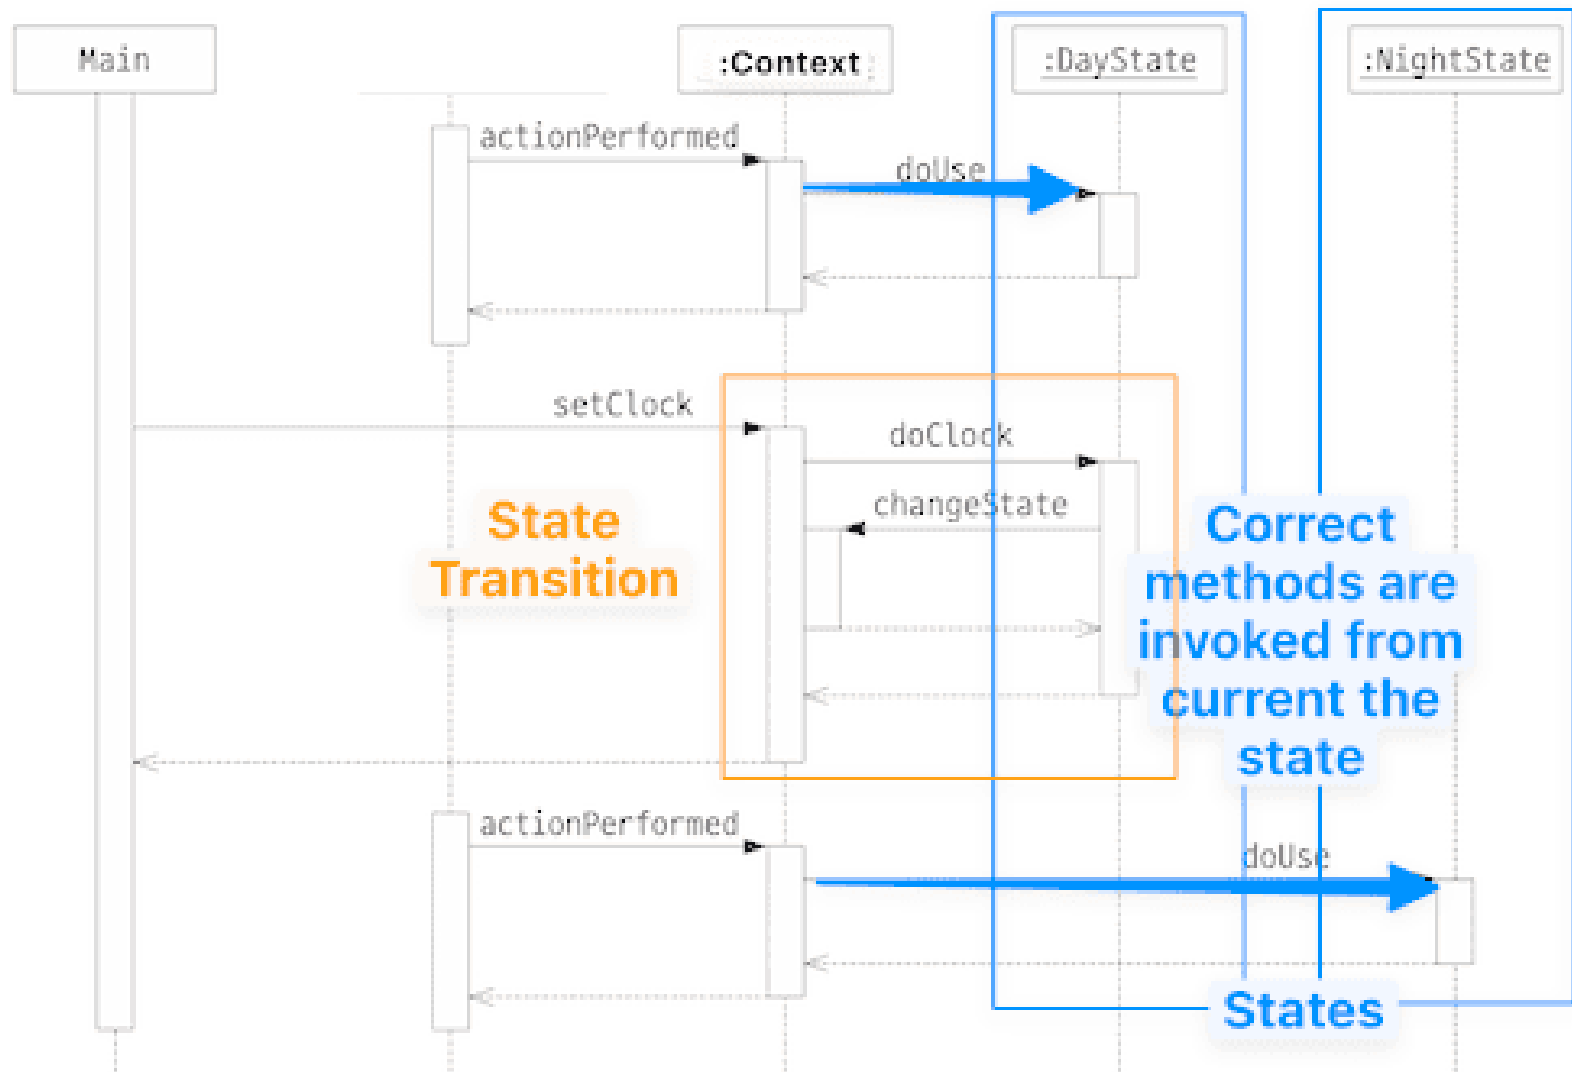 Main
:Context
:DayState
:NightState
actionPerformed
doUse
setClock
doClock
changeState
State
Transition
Correct
methods are
invoked from
current the
state
actionPerformed
doUse
States